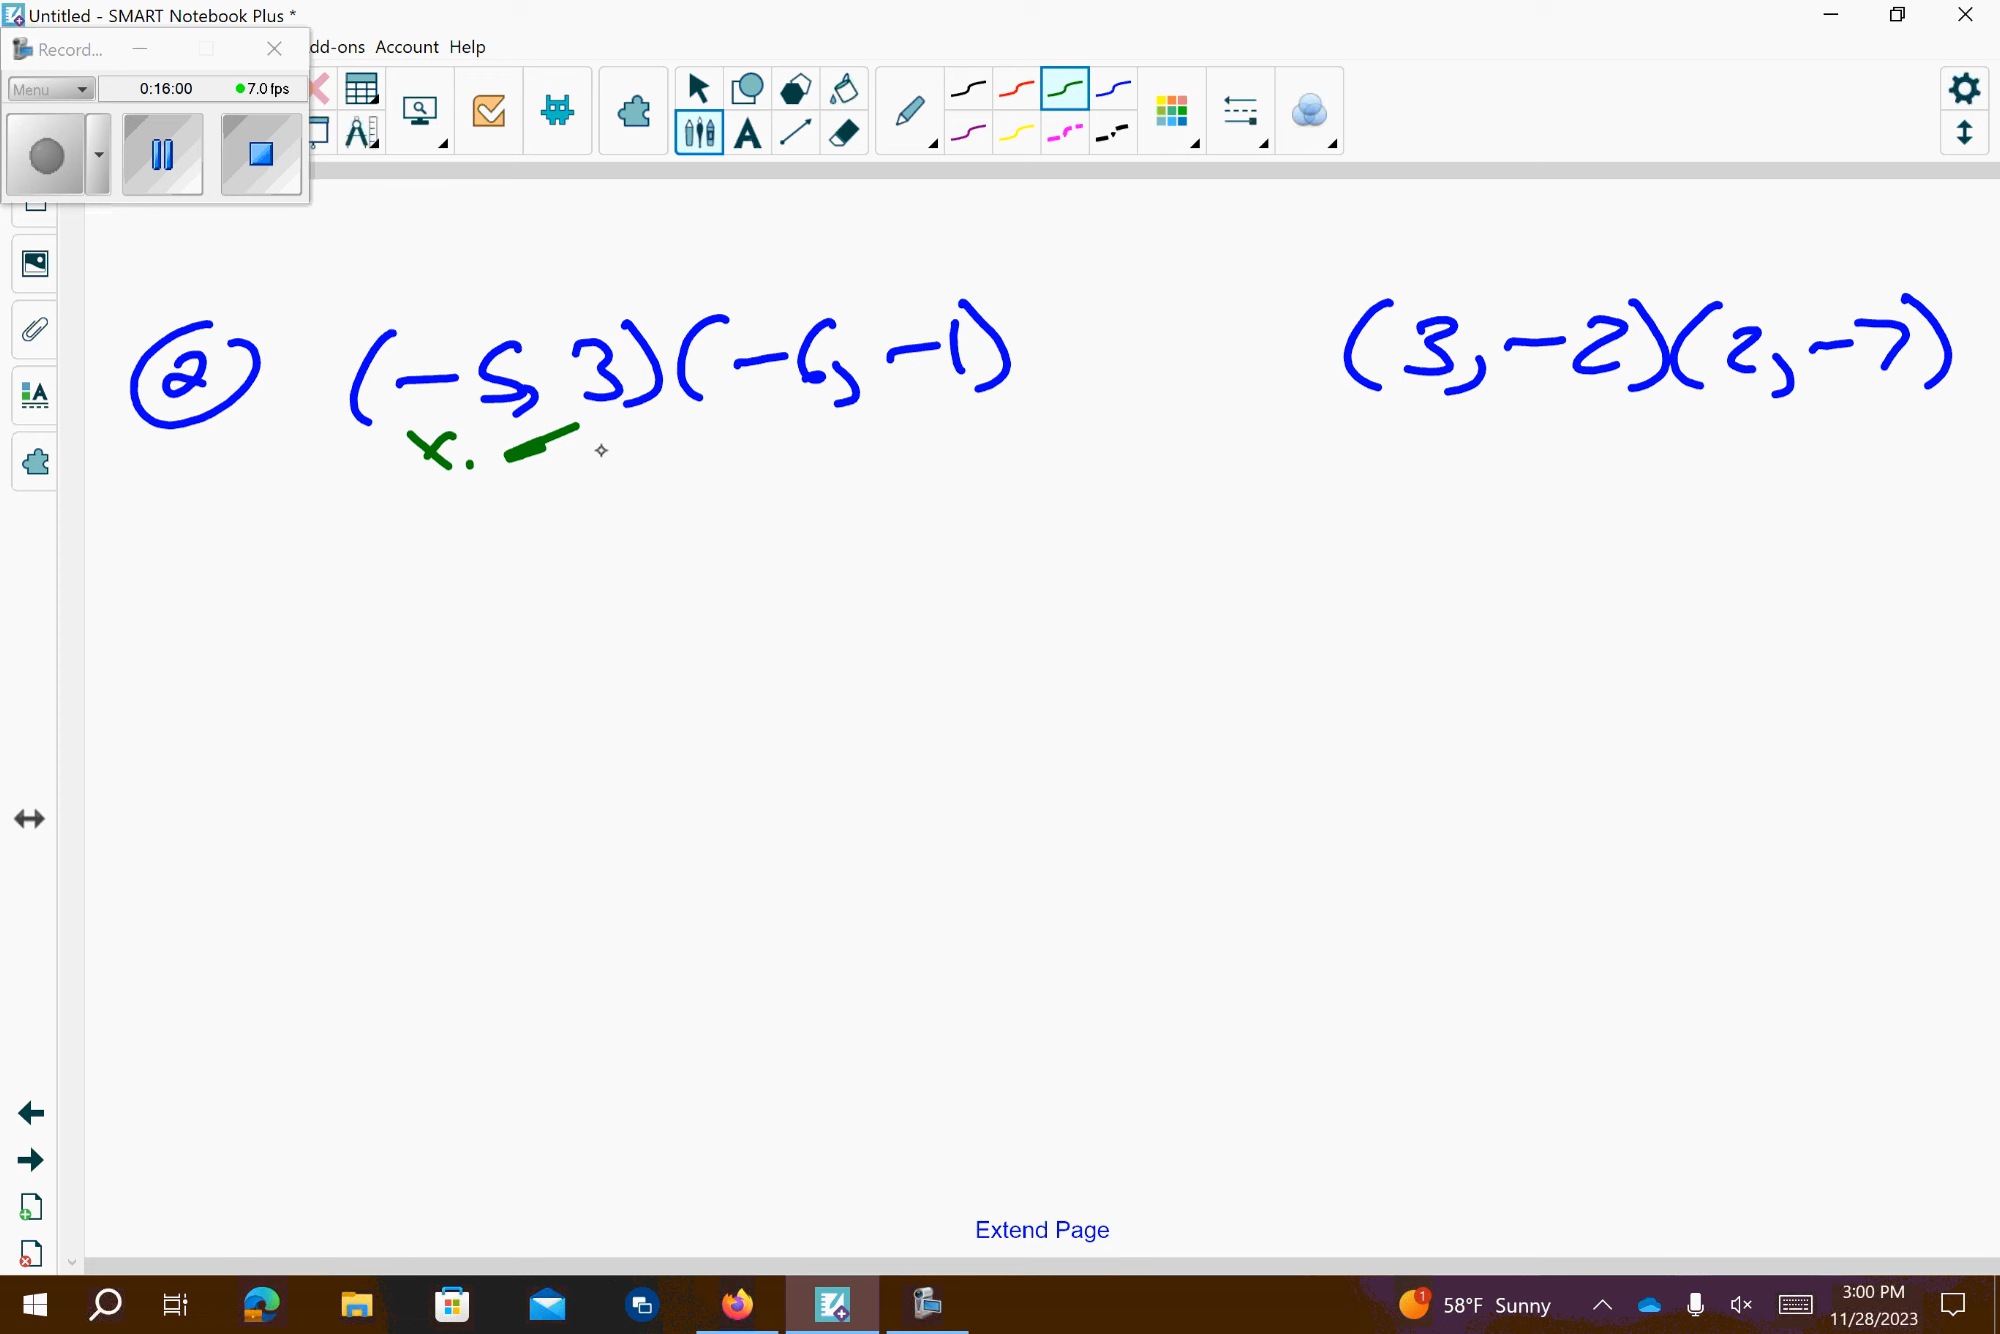 Untitled - SMART Notebook Plus *
Record...
dd-ons Account Help
Menu 0:16:00 7.0 fps
② (-5, 3)(-6, -1) (3, -2)(2, -7)
x.
Extend Page
1 58°F Sunny 3:00 PM
11/28/2023